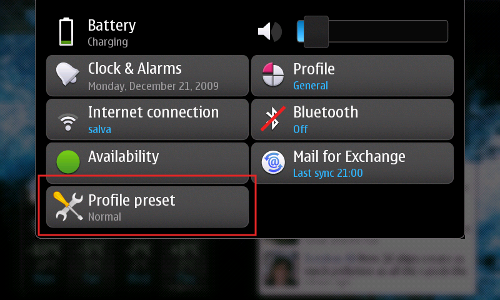 Battery
Charging
Clock & Alarms
Monday, December 21, 2009
Profile
General
Internet connection
salva
Bluetooth
Off
Availability
Mail for Exchange
Last sync 21:00
Profile preset
Normal